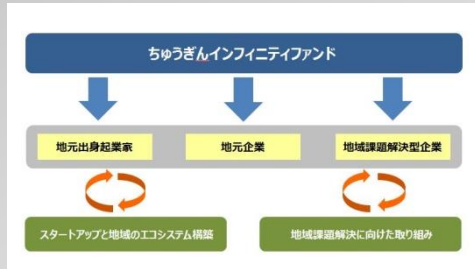 ちゅうぎんインフィニティファンド
地元出身起業家
地元企業
地域課題解決型企業
スタートアップと地域のエコシステム構築
地域課題解決に向けた取り組み